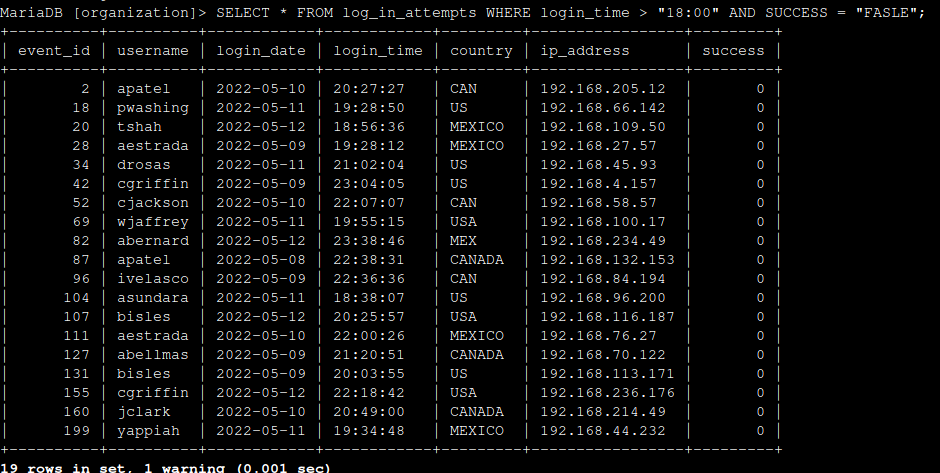 MariaDB [organization]> SELECT * FROM log_in_attempts WHERE login_time > "18:00" AND SUCCESS = "FASLE";
+----------+----------+------------+------------+---------+-----------------+---------+
| event_id | username | login_date | login_time | country | ip_address      | success |
+----------+----------+------------+------------+---------+-----------------+---------+
|        2 | apatel   | 2022-05-10 | 20:27:27   | CAN     | 192.168.205.12  |       0 |
|       18 | pwashing | 2022-05-11 | 19:28:50   | US      | 192.168.66.142  |       0 |
|       20 | tshah    | 2022-05-12 | 18:56:36   | MEXICO  | 192.168.109.50  |       0 |
|       28 | aestrada | 2022-05-09 | 19:28:12   | MEXICO  | 192.168.27.57   |       0 |
|       34 | drosas   | 2022-05-11 | 21:02:04   | US      | 192.168.45.93   |       0 |
|       42 | cgriffin | 2022-05-09 | 23:04:05   | US      | 192.168.4.157   |       0 |
|       52 | cjackson | 2022-05-10 | 22:07:07   | CAN     | 192.168.58.57   |       0 |
|       69 | wjaffrey | 2022-05-11 | 19:55:15   | USA     | 192.168.100.17  |       0 |
|       82 | abernard | 2022-05-12 | 23:38:46   | MEX     | 192.168.234.49  |       0 |
|       87 | apatel   | 2022-05-08 | 22:38:31   | CANADA  | 192.168.132.153 |       0 |
|       96 | ivelasco | 2022-05-09 | 22:36:36   | CAN     | 192.168.84.194  |       0 |
|      104 | asundara | 2022-05-11 | 18:38:07   | US      | 192.168.96.200  |       0 |
|      107 | bisles   | 2022-05-12 | 20:25:57   | USA     | 192.168.116.187 |       0 |
|      111 | aestrada | 2022-05-10 | 22:00:26   | MEXICO  | 192.168.76.27   |       0 |
|      127 | abellmas | 2022-05-09 | 21:20:51   | CANADA  | 192.168.70.122  |       0 |
|      131 | bisles   | 2022-05-09 | 20:03:55   | US      | 192.168.113.171 |       0 |
|      155 | cgriffin | 2022-05-12 | 22:18:42   | USA     | 192.168.236.176 |       0 |
|      160 | jclark   | 2022-05-10 | 20:49:00   | CANADA  | 192.168.214.49  |       0 |
|      199 | yappiah  | 2022-05-11 | 19:34:48   | MEXICO  | 192.168.44.232  |       0 |
+----------+----------+------------+------------+---------+-----------------+---------+
19 rows in set, 1 warning (0.001 sec)